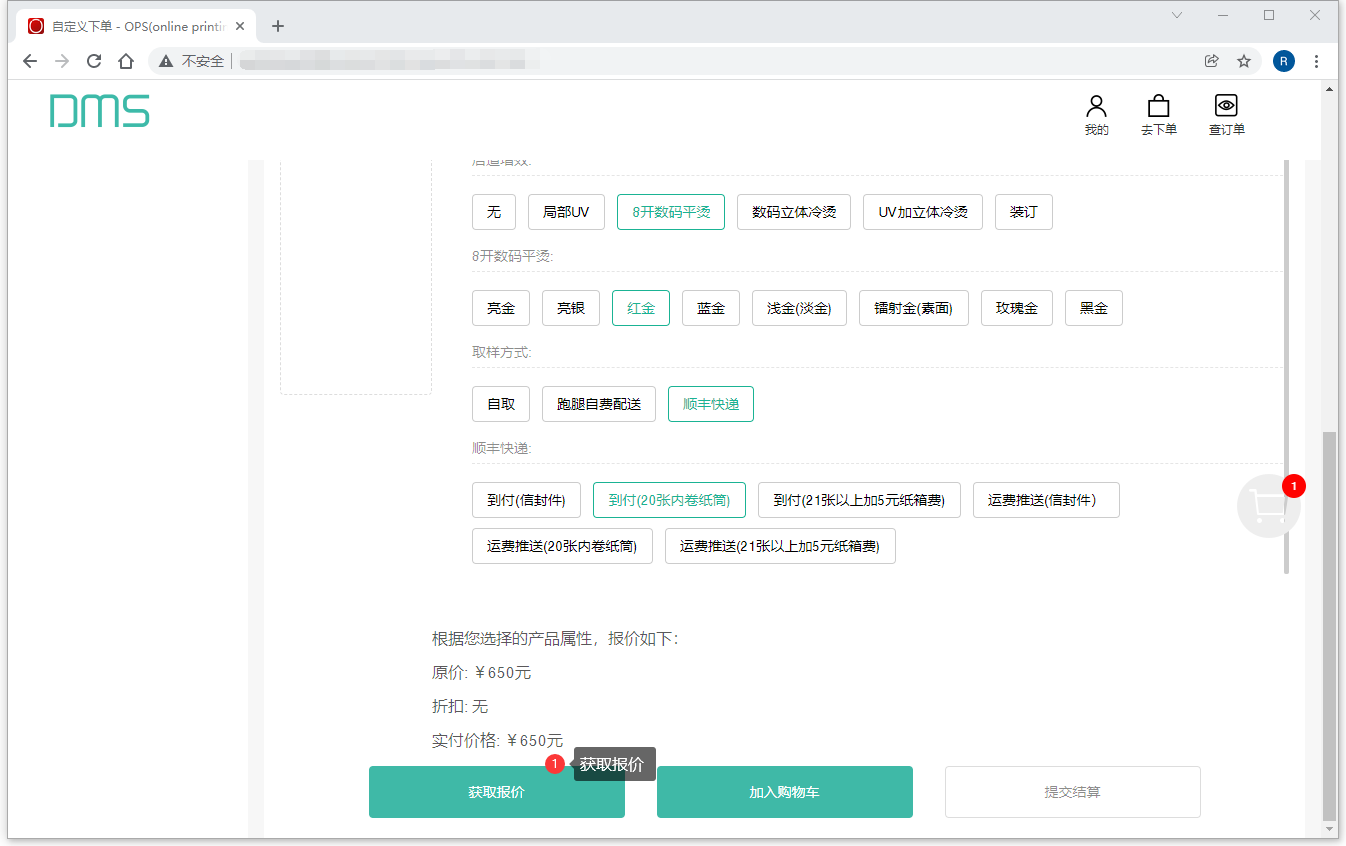 自定义下单 - OPS(online printin
不安全
R
DMS
我的
去下单
查订单
后道增效:
无
局部UV
8开数码平烫
数码立体冷烫
UV加立体冷烫
装订
8开数码平烫:
亮金
亮银
红金
蓝金
浅金(淡金)
镭射金(素面)
玫瑰金
黑金
取样方式:
自取
跑腿自费配送
顺丰快递
顺丰快递:
到付(信封件)
到付(20张内卷纸筒)
到付(21张以上加5元纸箱费)
运费推送(信封件）
1
运费推送(20张内卷纸筒)
运费推送(21张以上加5元纸箱费)
根据您选择的产品属性，报价如下：
原价: ￥650元
折扣: 无
实付价格: ￥650元
1
获取报价
获取报价
加入购物车
提交结算